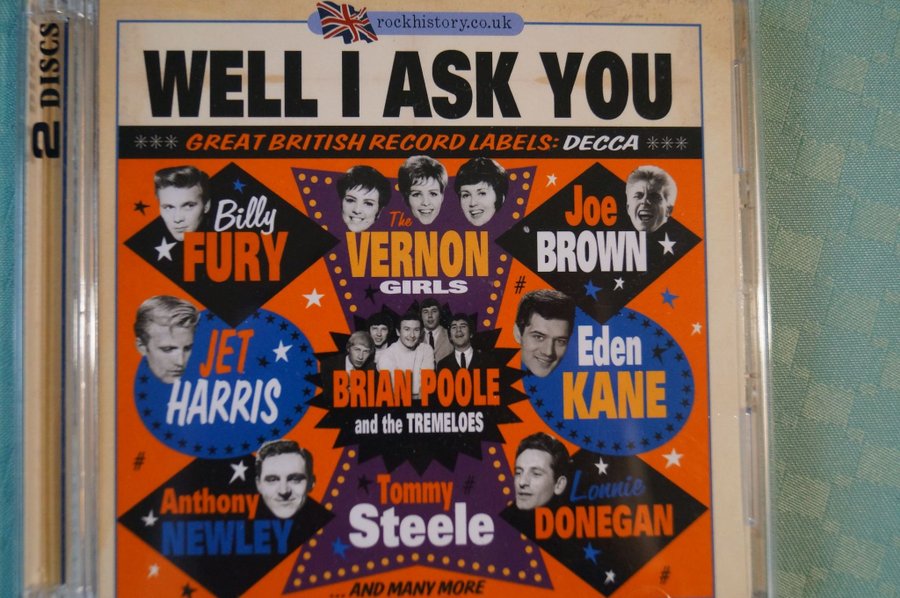 rockhistory.co.uk
2 DISCS
WELL I ASK YOU
*** GREAT BRITISH RECORD LABELS: DECCA ***
Billy
FURY
The
VERNON
GIRLS
Joe
BROWN
JET
HARRIS
BRIAN POOLE
and the TREMELOES
Eden
KANE
Anthony
NEWLEY
Tommy
Steele
Lonnie
DONEGAN
... AND MANY MORE